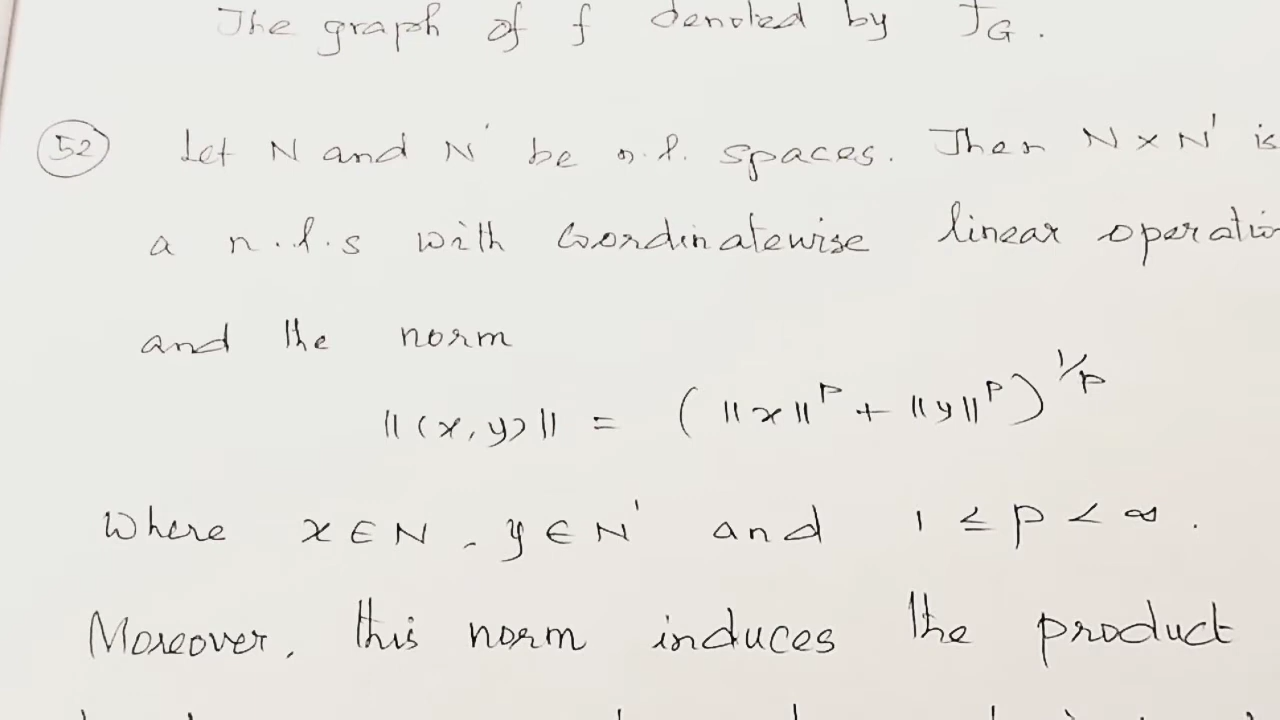 The graph of f denoted by f_G.
52 Let N and N' be n.l. spaces. Then N × N' is
a n.l.s with coordinatewise linear operatio
and the norm
||(x, y)|| = (||x||^p + ||y||^p)^{1/p}
where x ∈ N, y ∈ N' and 1 ≤ p < ∞.
Moreover, this norm induces the product